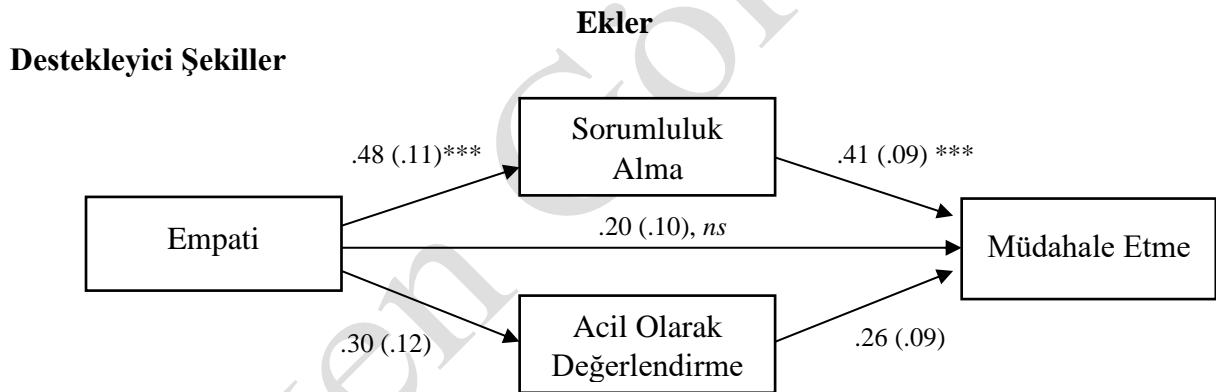 Ekler
Destekleyici Şekiller
Sorumluluk
Alma
.48 (.11)***
.41 (.09) ***
Empati
.20 (.10), ns
Müdahale Etme
Acil Olarak
Değerlendirme
.30 (.12)
.26 (.09)